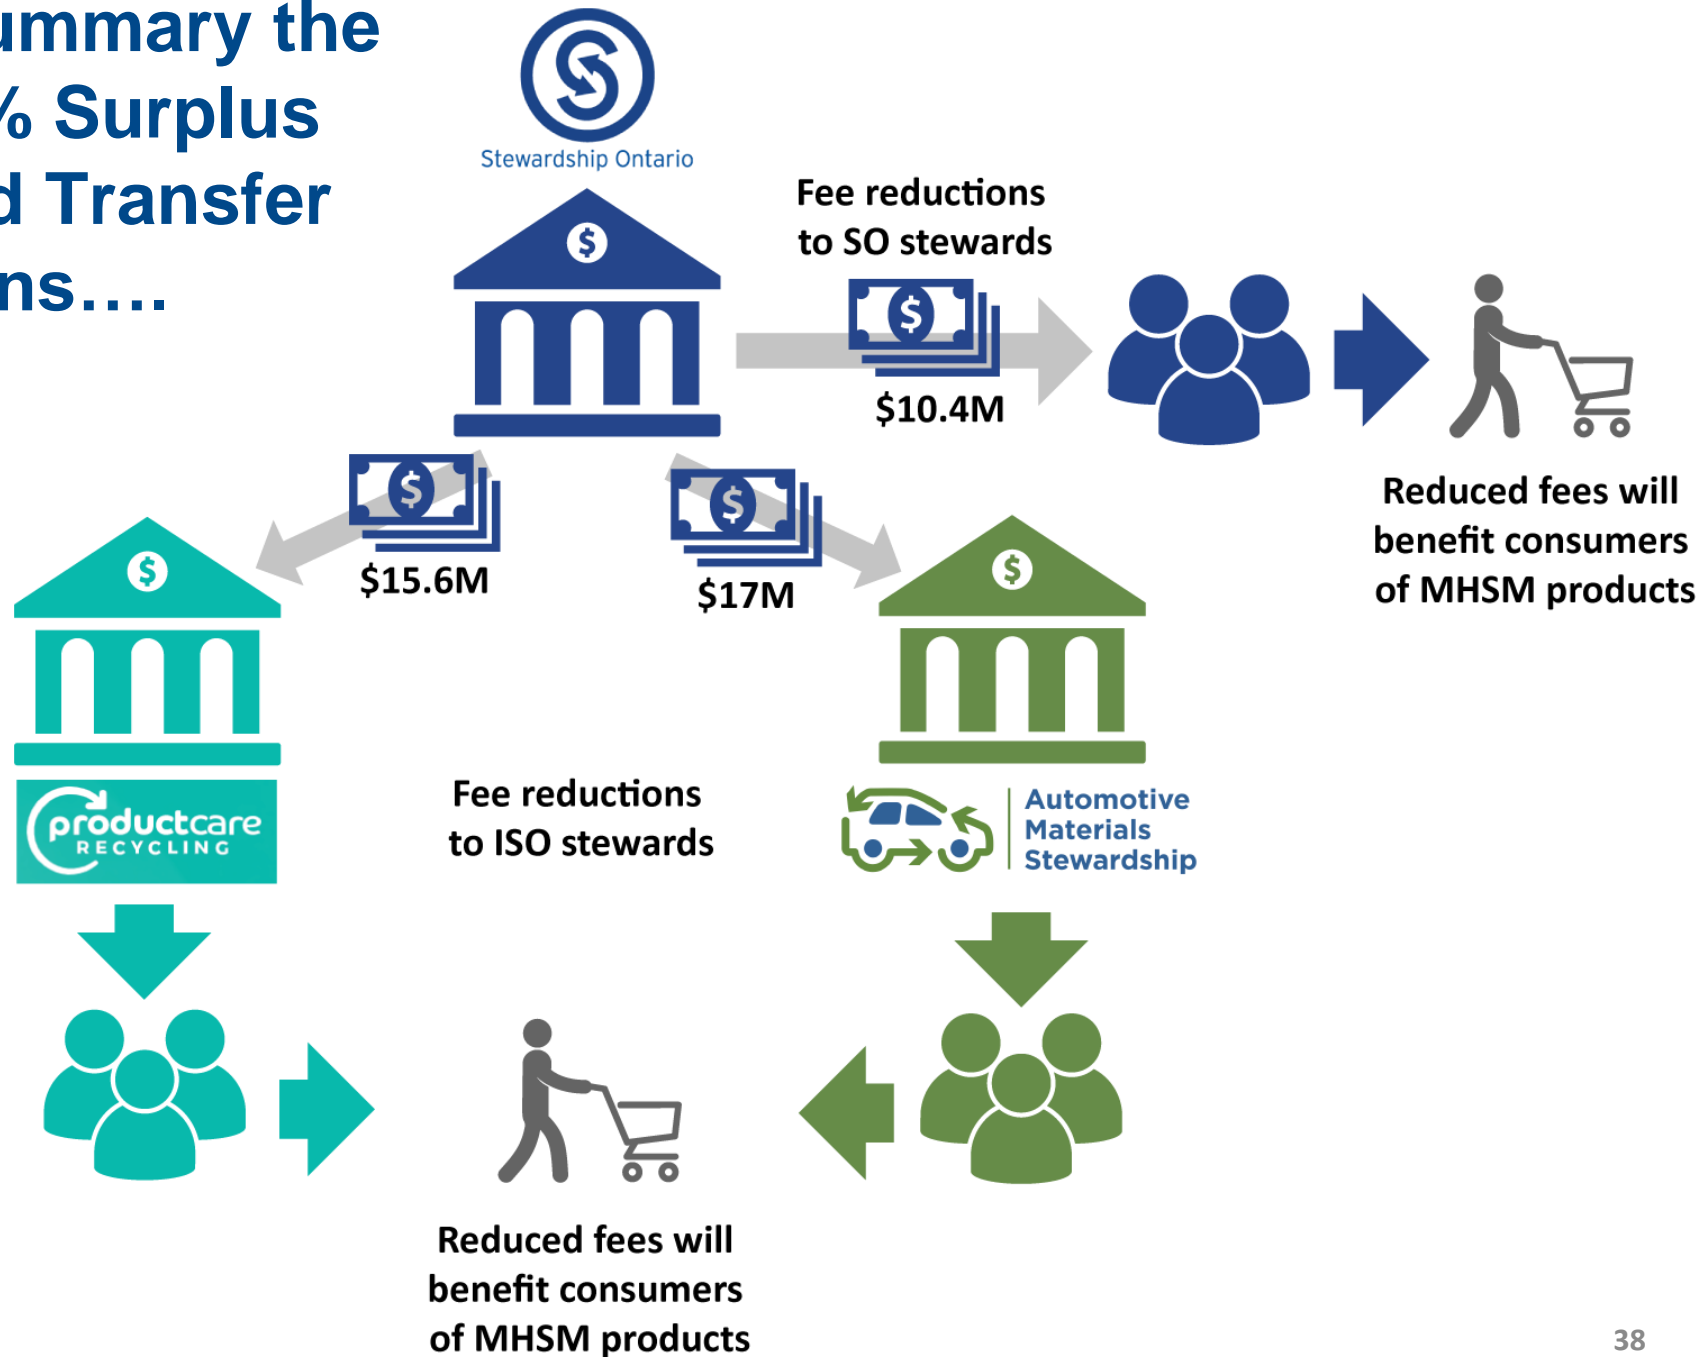 ummary the
% Surplus
d Transfer
ns….
Stewardship Ontario
$
Fee reductions
to SO stewards
$
$10.4M
Reduced fees will
benefit consumers
of MHSM products
$
$15.6M
$
$17M
$
$
productcare
RECYCLING
Fee reductions
to ISO stewards
Automotive
Materials
Stewardship
Reduced fees will
benefit consumers
of MHSM products
38